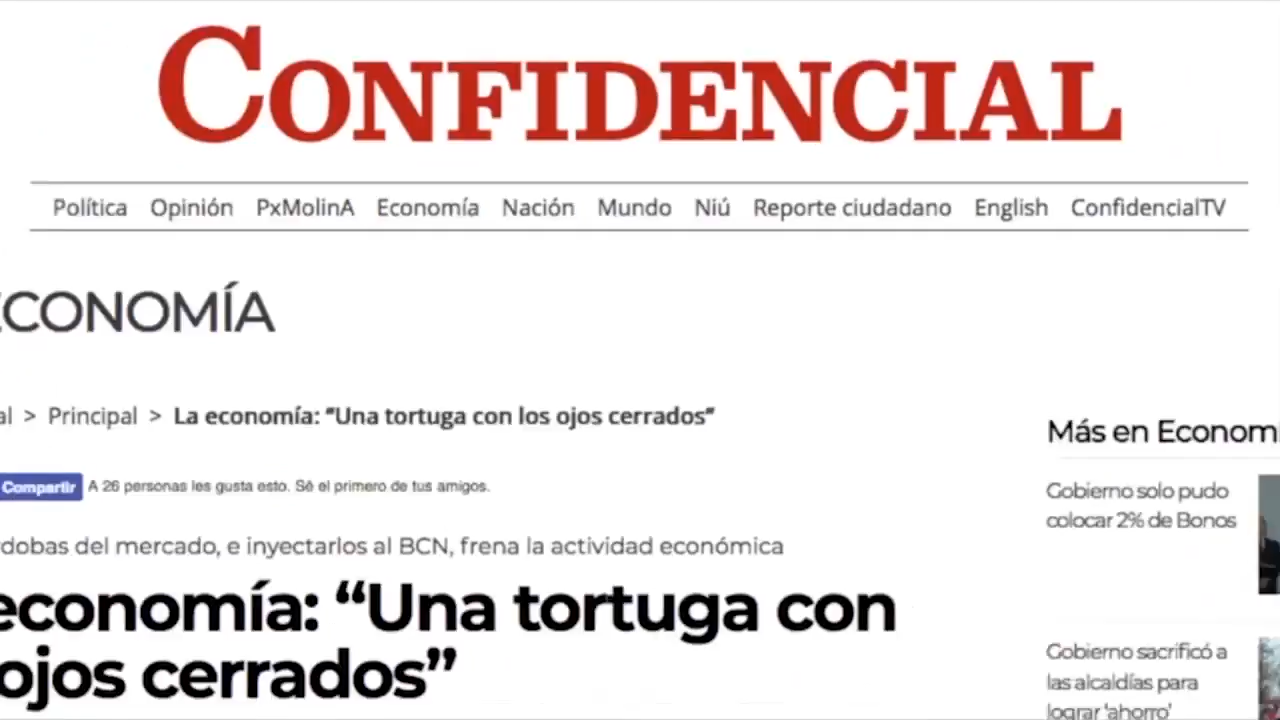 CONFIDENCIAL
Política Opinión PxMolinA Economía Nación Mundo Niú Reporte ciudadano English ConfidencialTV
ECONOMÍA
al > Principal > La economía: “Una tortuga con los ojos cerrados”
Compartir A 26 personas les gusta esto. Sé el primero de tus amigos.
rdobas del mercado, e inyectarlos al BCN, frena la actividad económica
economía: “Una tortuga con
ojos cerrados”
Más en Economí
Gobierno solo pudo
colocar 2% de Bonos
Gobierno sacrificó a
las alcaldías para
lograr ‘ahorro’